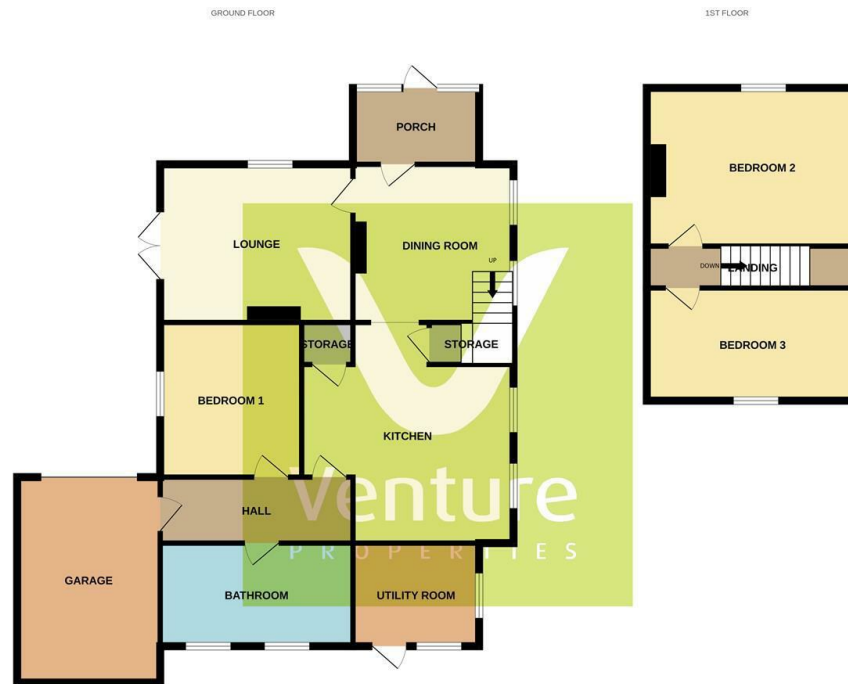 GROUND FLOOR
1ST FLOOR
PORCH
BEDROOM 2
LOUNGE
DINING ROOM
UP
DOWN
LANDING
STORAGE
STORAGE
BEDROOM 3
BEDROOM 1
KITCHEN
Venture
PROPERTIES
HALL
GARAGE
BATHROOM
UTILITY ROOM